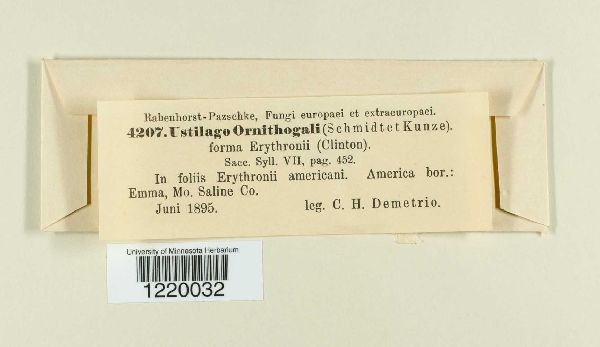 Rabenhorst-Pazschke, Fungi europaei et extraeuropaei.
4207. Ustilago Ornithogali (Schmidt et Kunze).
forma Erythronii (Clinton).
Sacc. Syll. VII, pag. 452.
In foliis Erythronii americani. America bor.:
Emma, Mo. Saline Co.
Juni 1895. leg. C. H. Demetrio.
University of Minnesota Herbarium
1220032